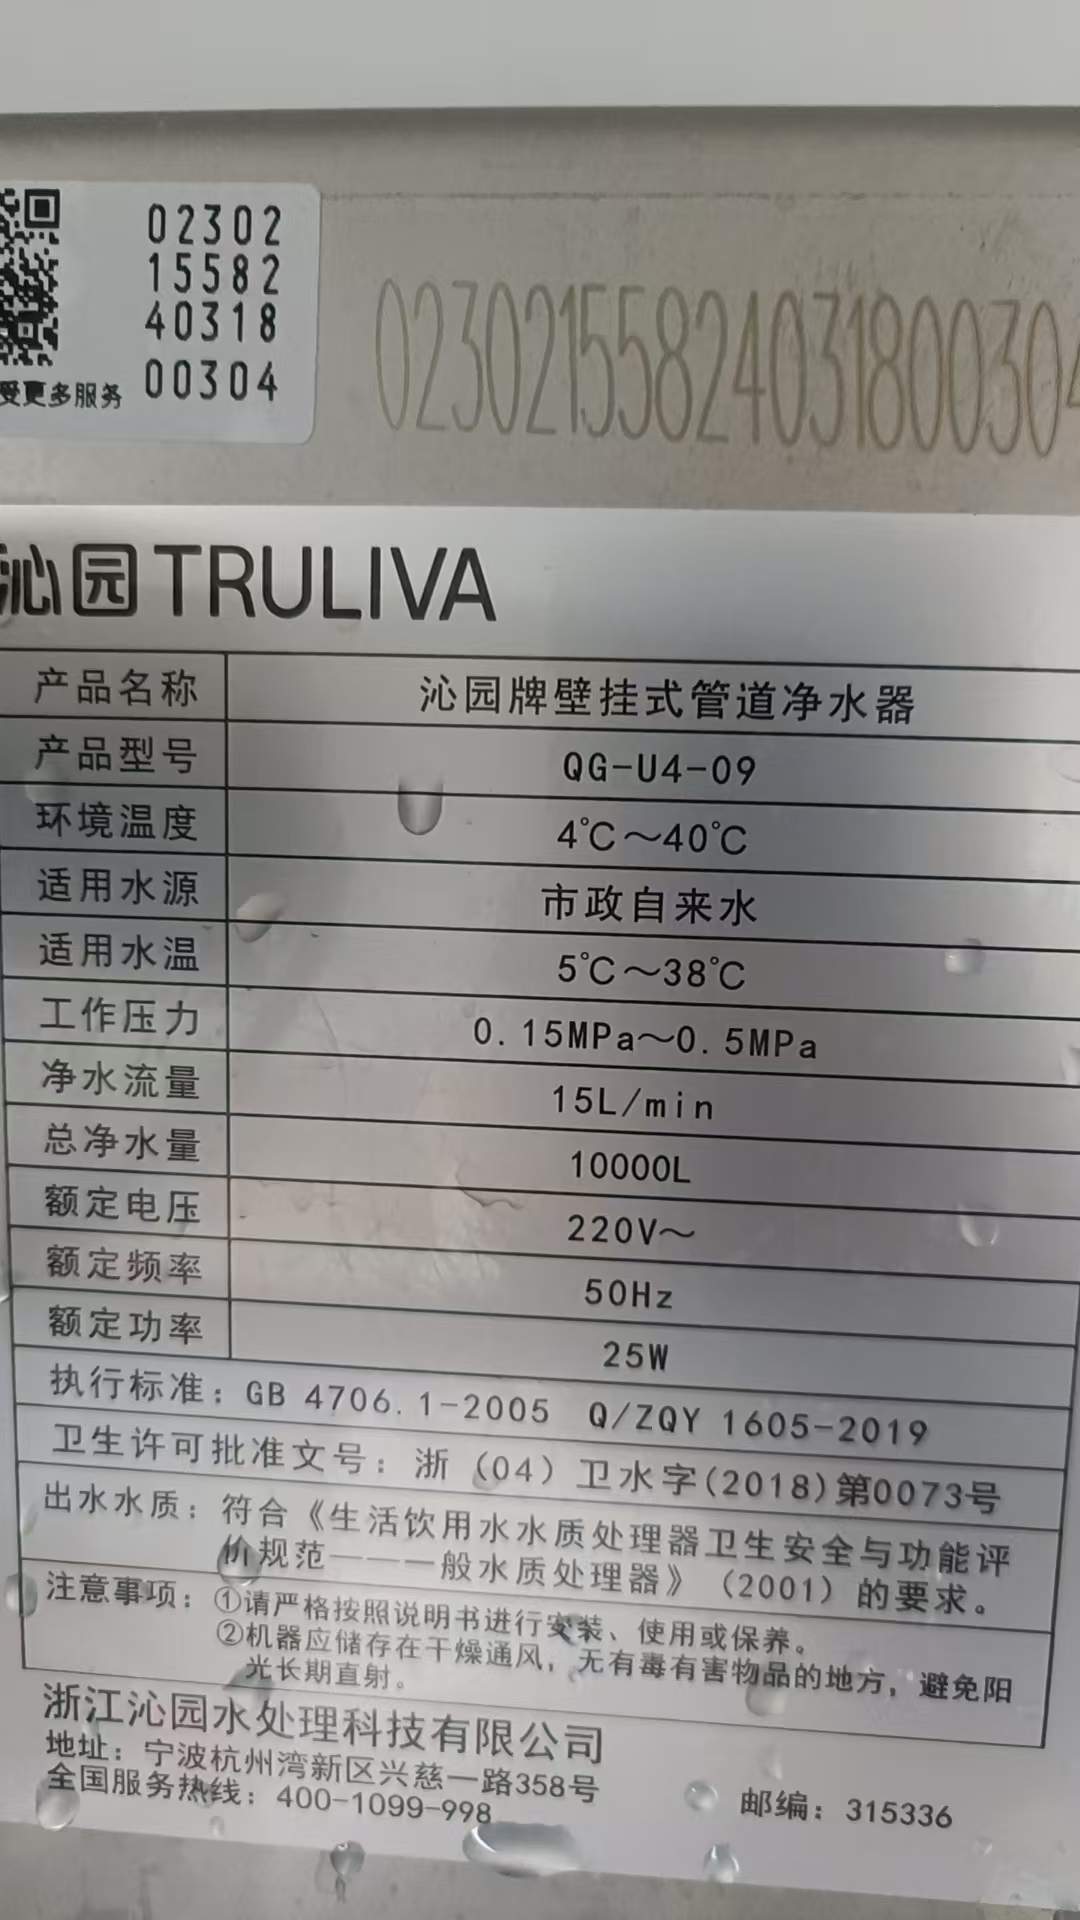 02302
15582
40318
00304
受更多服务
02302155824031800304
沁园TRULIVA
产品名称 沁园牌壁挂式管道净水器
产品型号 QG-U4-09
环境温度 4℃～40℃
适用水源 市政自来水
适用水温 5℃～38℃
工作压力 0.15MPa～0.5MPa
净水流量 15L/min
总净水量 10000L
额定电压 220V～
额定频率 50Hz
额定功率 25W
执行标准：GB 4706.1-2005 Q/ZQY 1605-2019
卫生许可批准文号：浙（04）卫水字(2018)第0073号
出水水质：符合《生活饮用水水质处理器卫生安全与功能评
价规范———一般水质处理器》（2001）的要求。
注意事项：①请严格按照说明书进行安装、使用或保养。
②机器应储存在干燥通风，无有毒有害物品的地方，避免阳
光长期直射。
浙江沁园水处理科技有限公司
地址：宁波杭州湾新区兴慈一路358号
全国服务热线：400-1099-998 邮编：315336